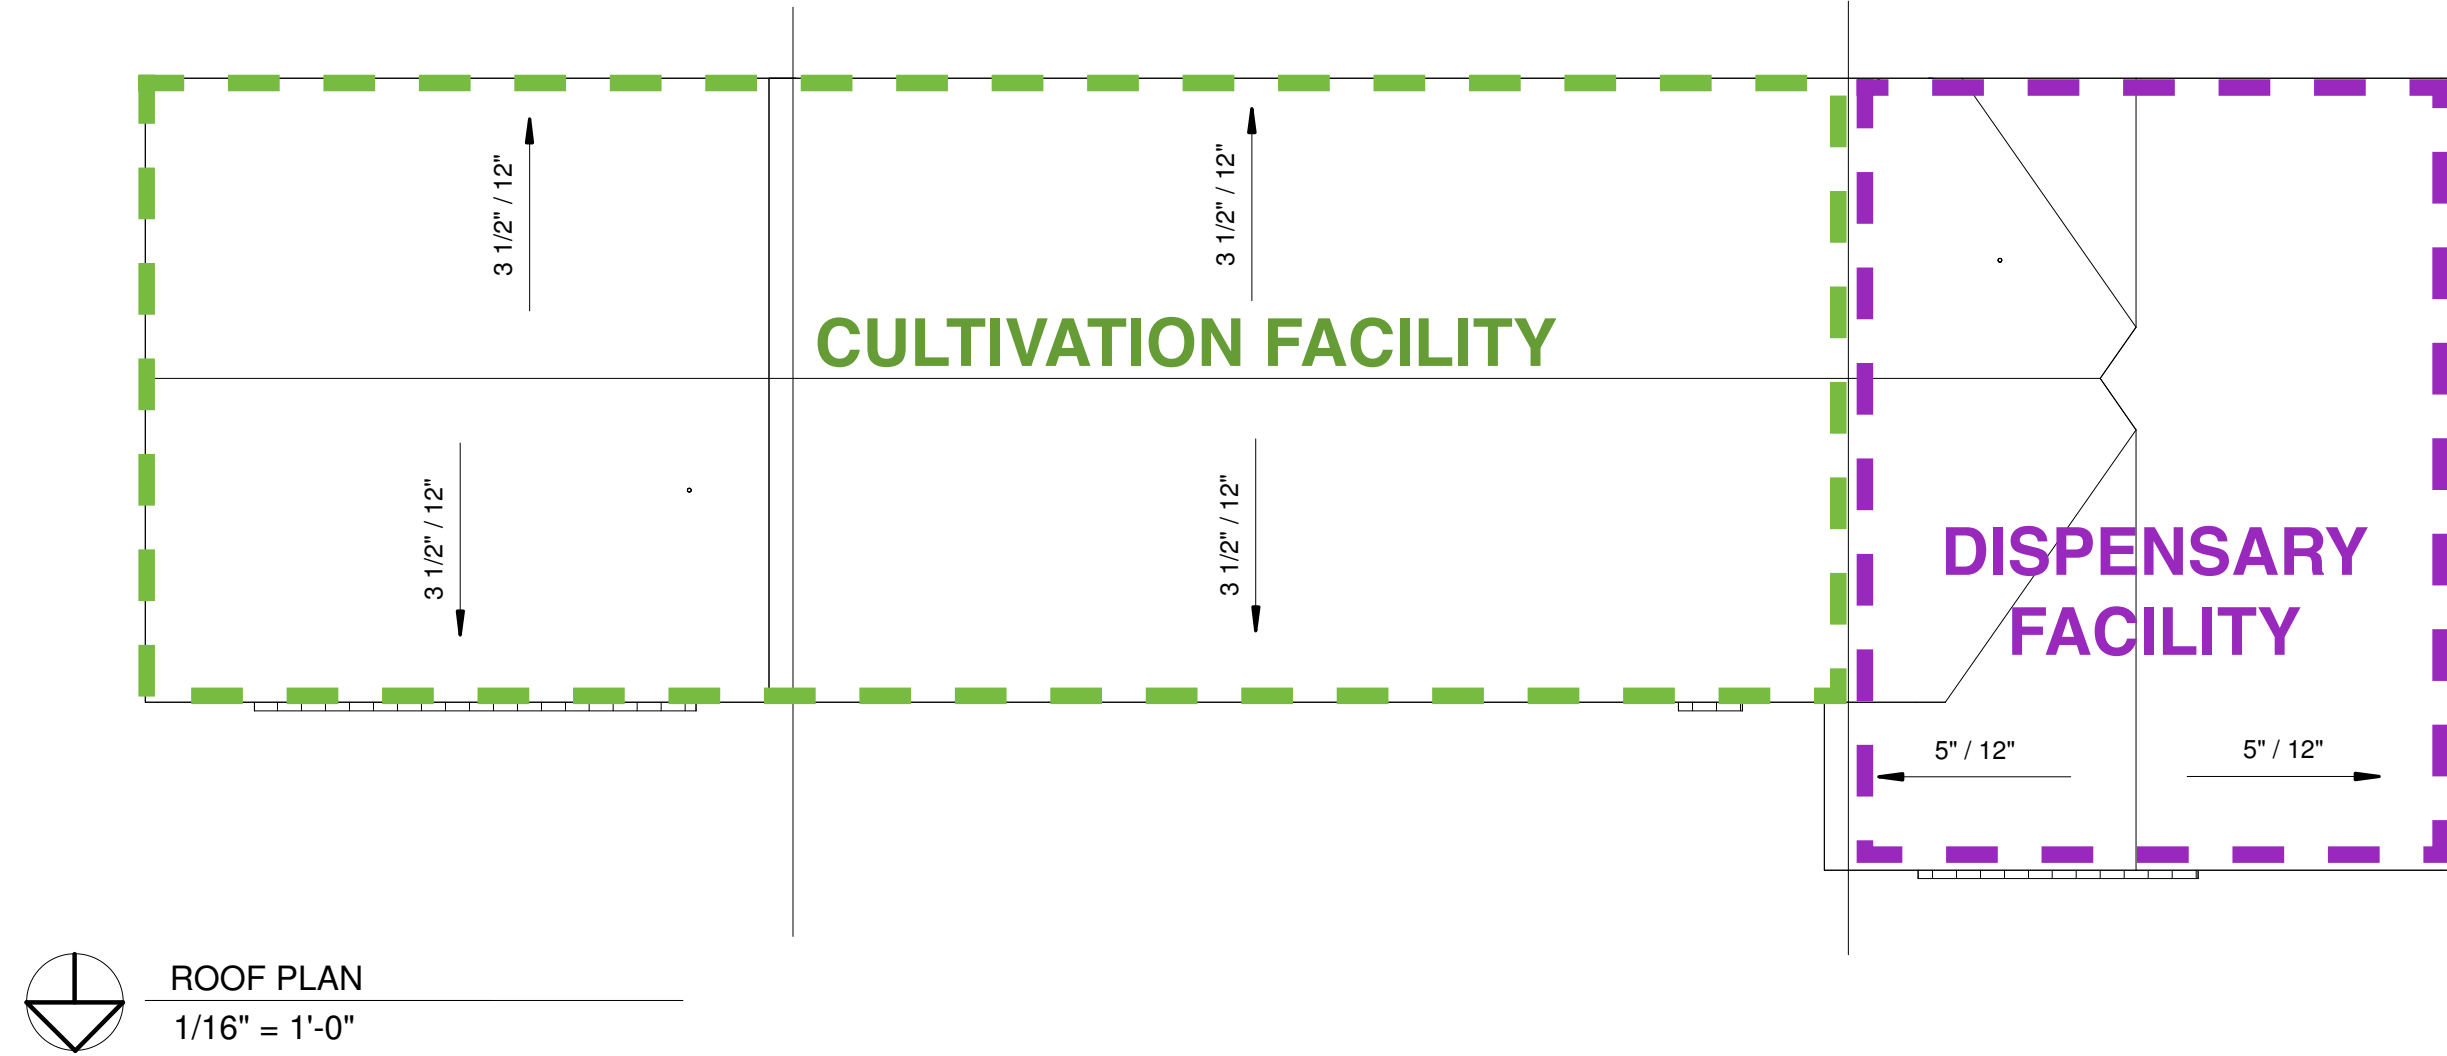 3 1/2" / 12"
3 1/2" / 12"
CULTIVATION FACILITY
3 1/2" / 12"
3 1/2" / 12"
DISPENSARY
FACILITY
5" / 12"
5" / 12"
ROOF PLAN
1/16" = 1'-0"